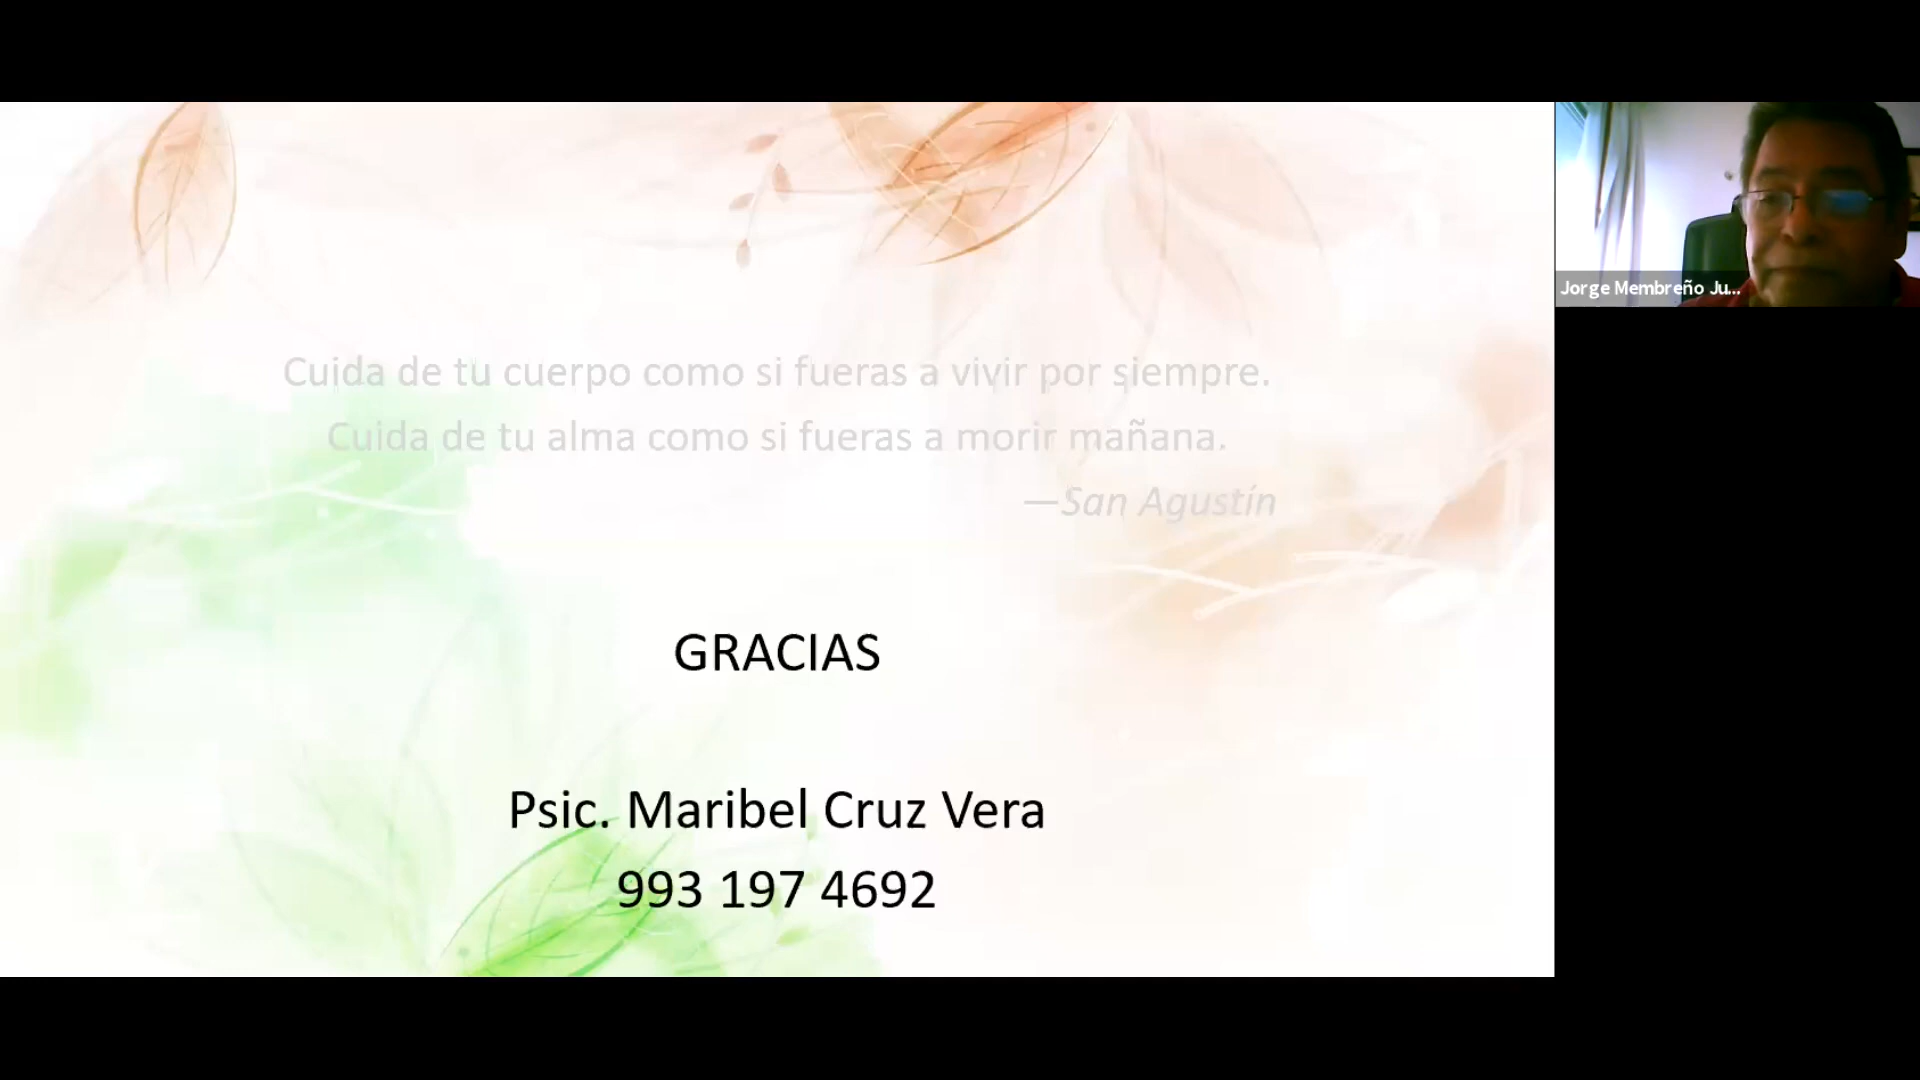 Cuida de tu cuerpo como si fueras a vivir por siempre.
Cuida de tu alma como si fueras a morir mañana.
—San Agustín
GRACIAS
Psic. Maribel Cruz Vera
993 197 4692
Jorge Membreño Ju...